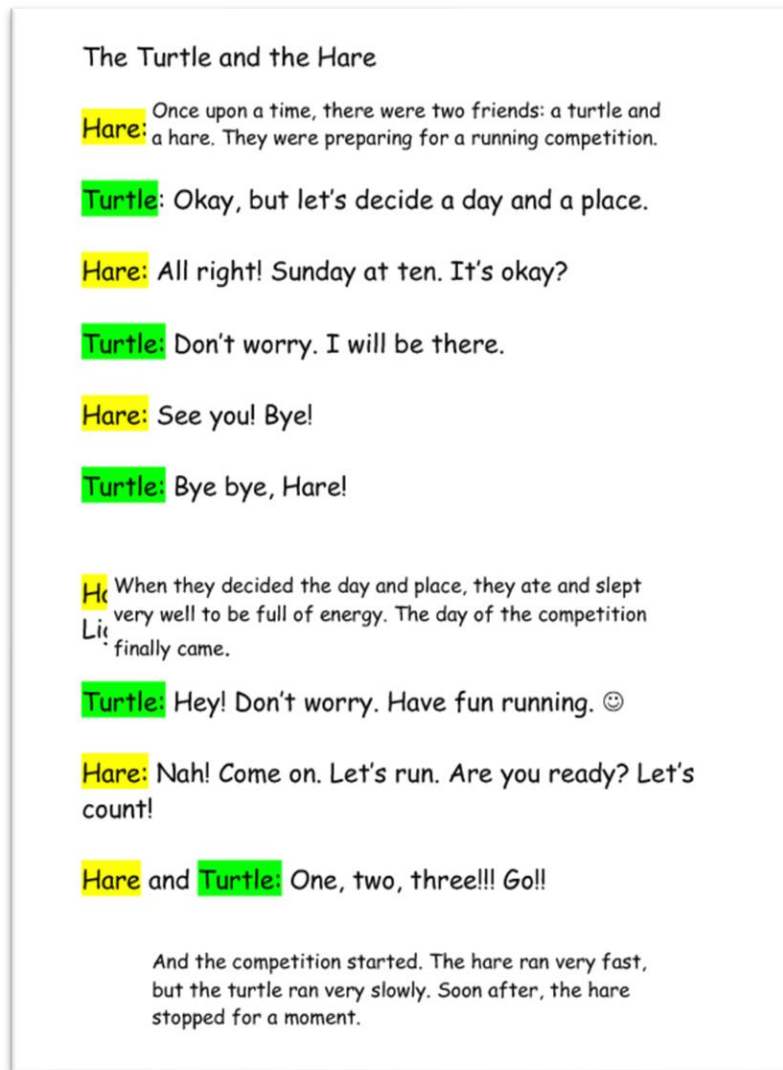 The Turtle and the Hare
Hare: Once upon a time, there were two friends: a turtle and
a hare. They were preparing for a running competition.
Turtle: Okay, but let's decide a day and a place.
Hare: All right! Sunday at ten. It's okay?
Turtle: Don't worry. I will be there.
Hare: See you! Bye!
Turtle: Bye bye, Hare!
When they decided the day and place, they ate and slept
very well to be full of energy. The day of the competition
finally came.
Turtle: Hey! Don't worry. Have fun running. ☺
Hare: Nah! Come on. Let's run. Are you ready? Let's
count!
Hare and Turtle: One, two, three!!! Go!!
And the competition started. The hare ran very fast,
but the turtle ran very slowly. Soon after, the hare
stopped for a moment.